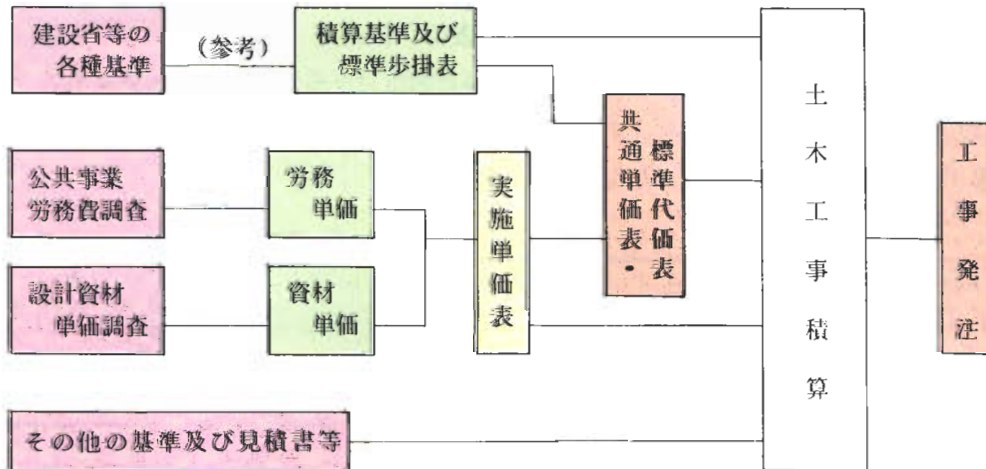 建設省等の
各種基準
(参考)
積算基準及び
標準歩掛表
公共事業
労務費調査
労務
単価
設計資材
単価調査
資材
単価
実施単価表
共通単価表・
標準代価表
土木工事積算
工事発注
その他の基準及び見積書等